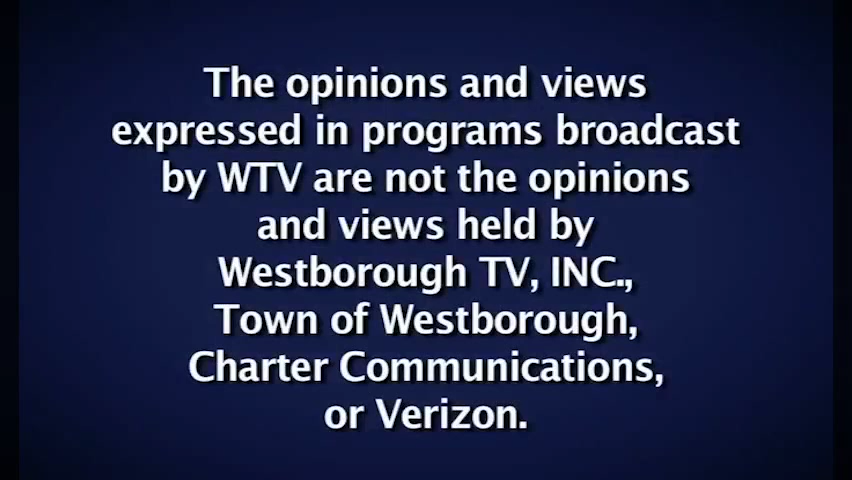 The opinions and views
expressed in programs broadcast
by WTV are not the opinions
and views held by
Westborough TV, INC.,
Town of Westborough,
Charter Communications,
or Verizon.